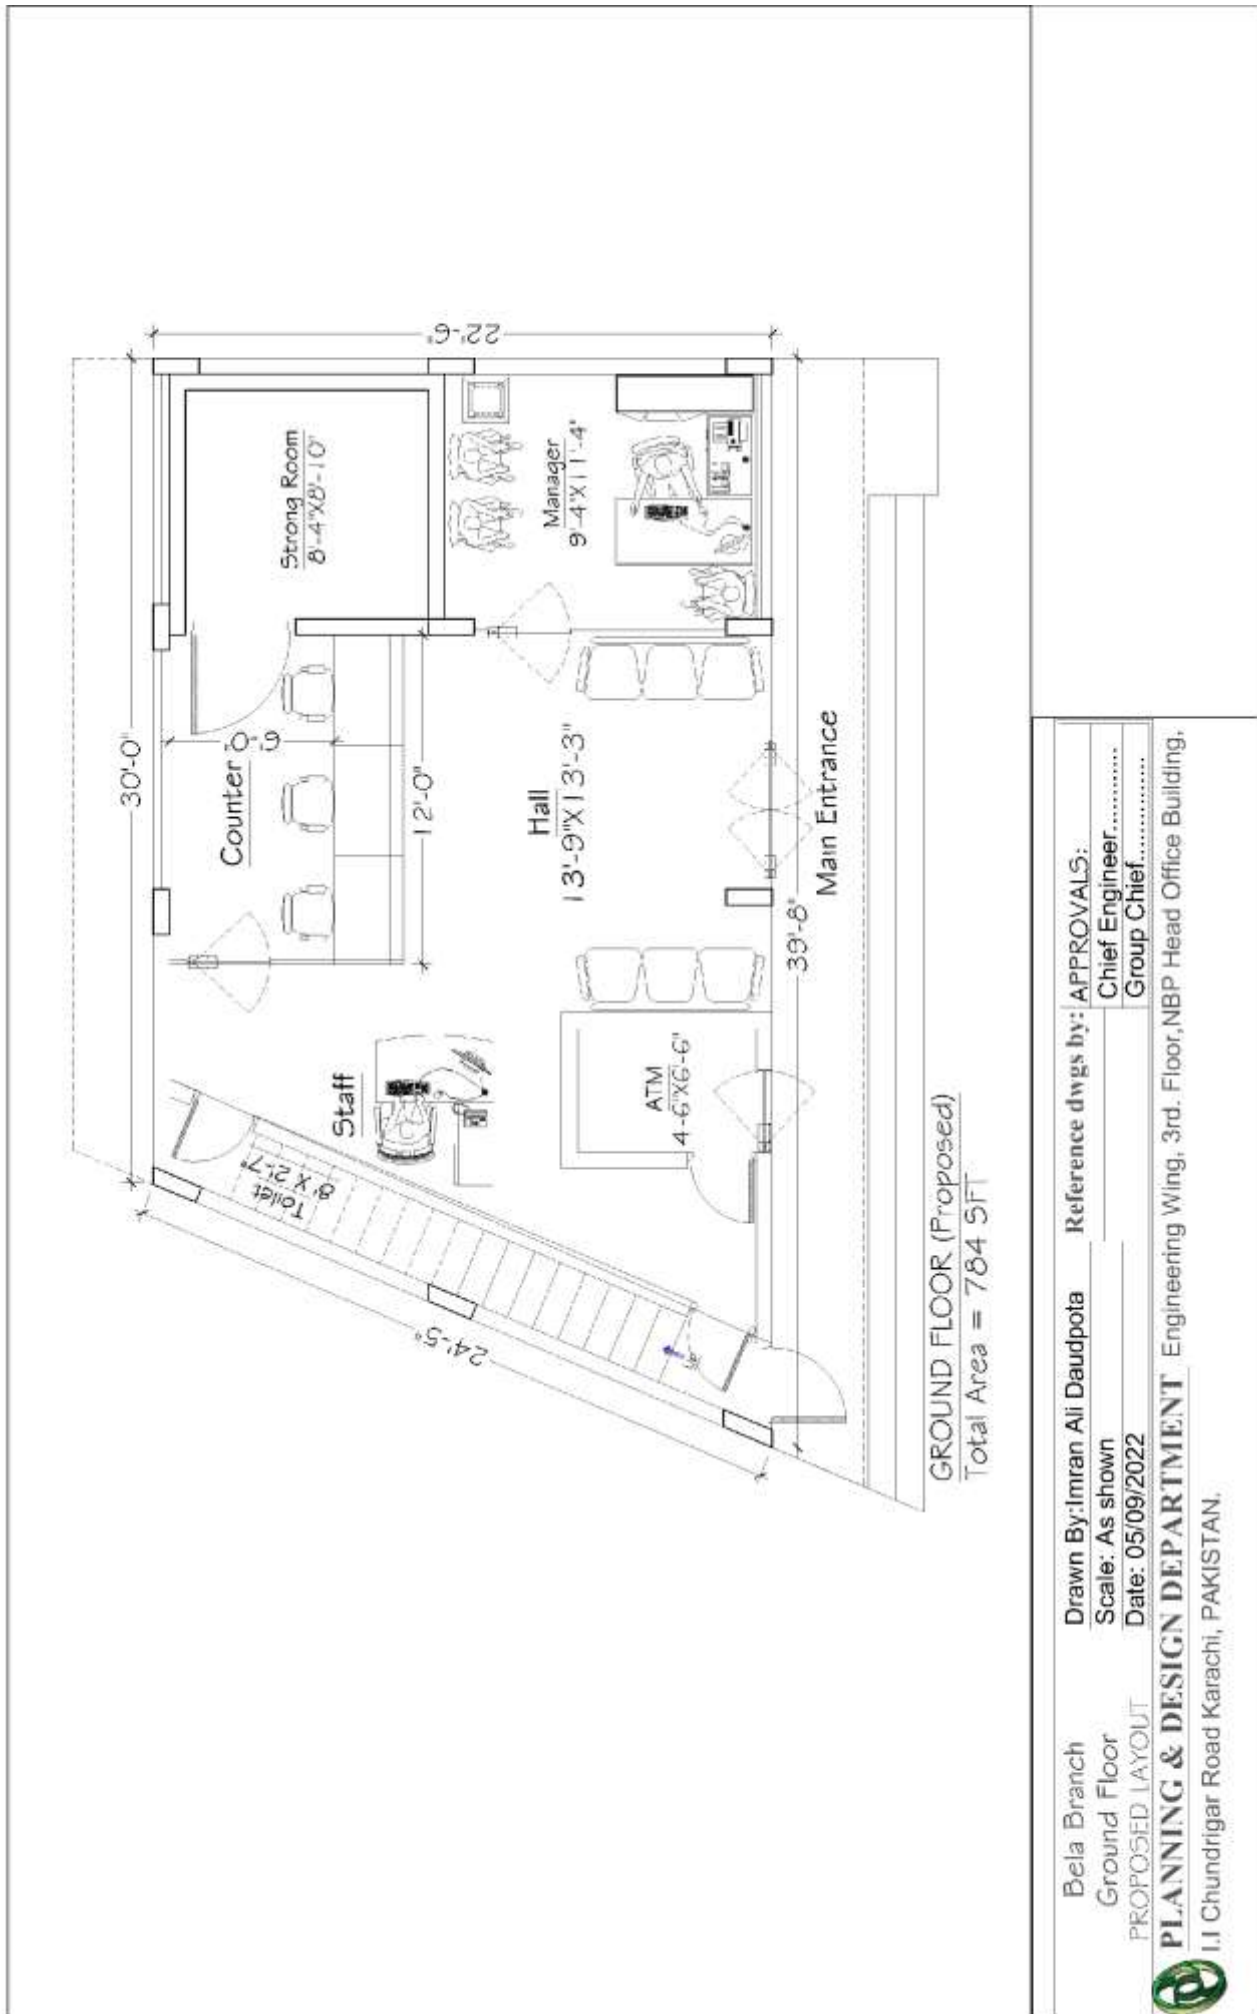 30'-0"
22'-6"
Strong Room
8'-4"X8'-10"
Counter
6'-0"
12'-0"
Toilet
8' X 2'-7"
Staff
Manager
9'-4"X11'-4"
Hall
13'-9"X13'-3"
24'-5"
ATM
4-6"X6'-6"
39'-8"
Main Entrance
GROUND FLOOR (Proposed)
Total Area = 784 SFT
Bela Branch
Ground Floor
PROPOSED LAYOUT
Drawn By:Imran Ali Daudpota
Scale: As shown
Date: 05/09/2022
Reference dwgs by:
APPROVALS:
Chief Engineer............
Group Chief...............
PLANNING & DESIGN DEPARTMENT Engineering Wing, 3rd. Floor,NBP Head Office Building,
I.I Chundrigar Road Karachi, PAKISTAN.